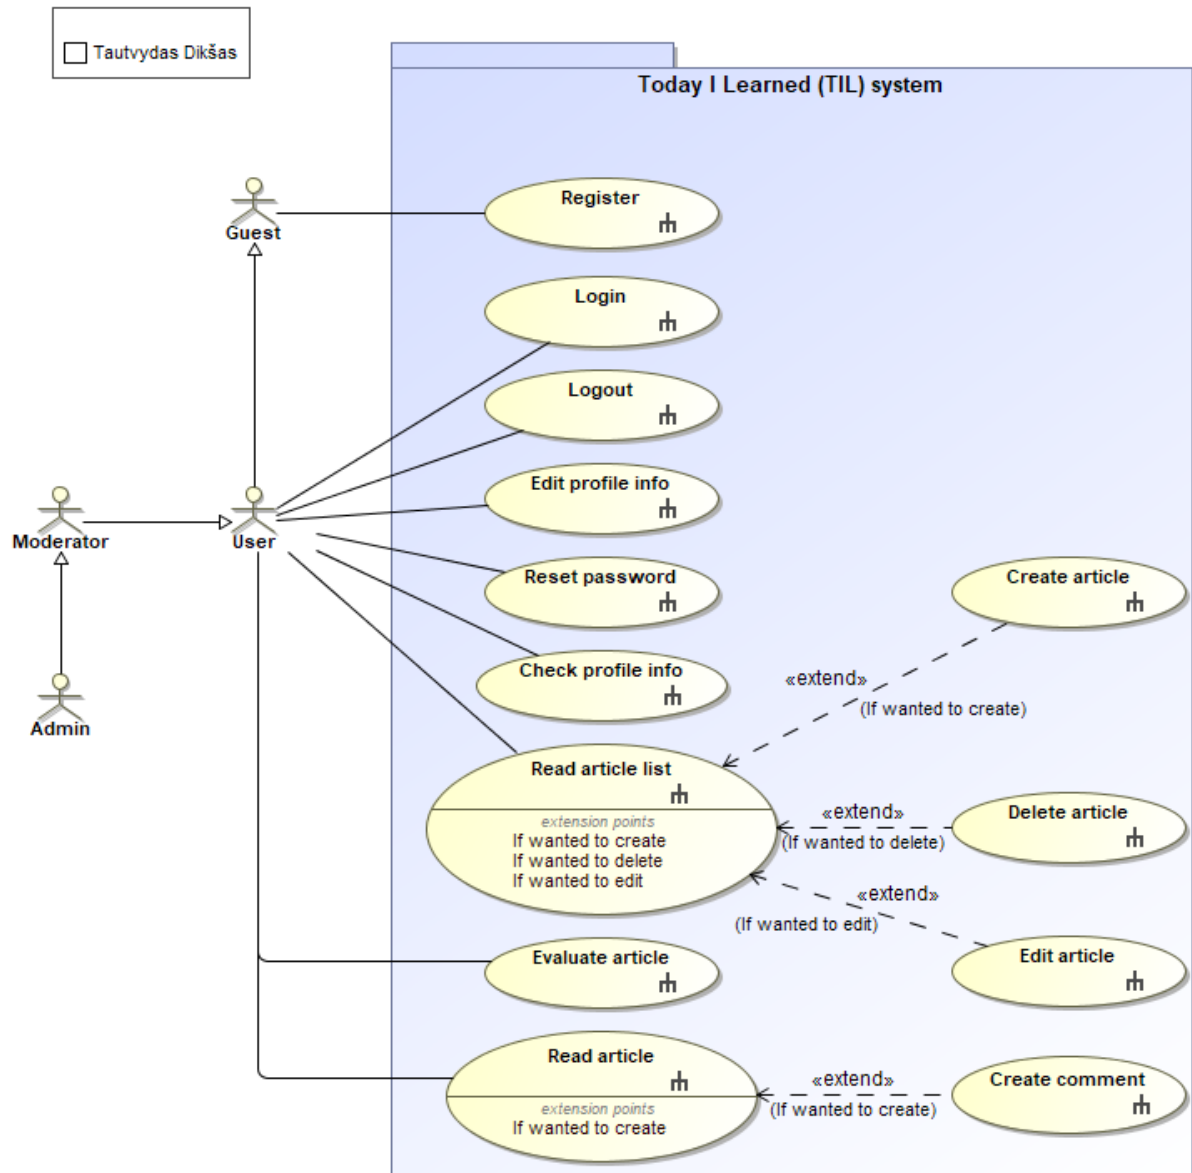 Tautvydas Dikšas
Today I Learned (TIL) system
Register
Guest
Login
Logout
Edit profile info
Moderator
User
Reset password
Create article
Check profile info
«extend»
(If wanted to create)
Admin
Read article list
extension points
If wanted to create
If wanted to delete
If wanted to edit
«extend»
(If wanted to delete)
Delete article
«extend»
(If wanted to edit)
Edit article
Evaluate article
Read article
extension points
If wanted to create
«extend»
(If wanted to create)
Create comment